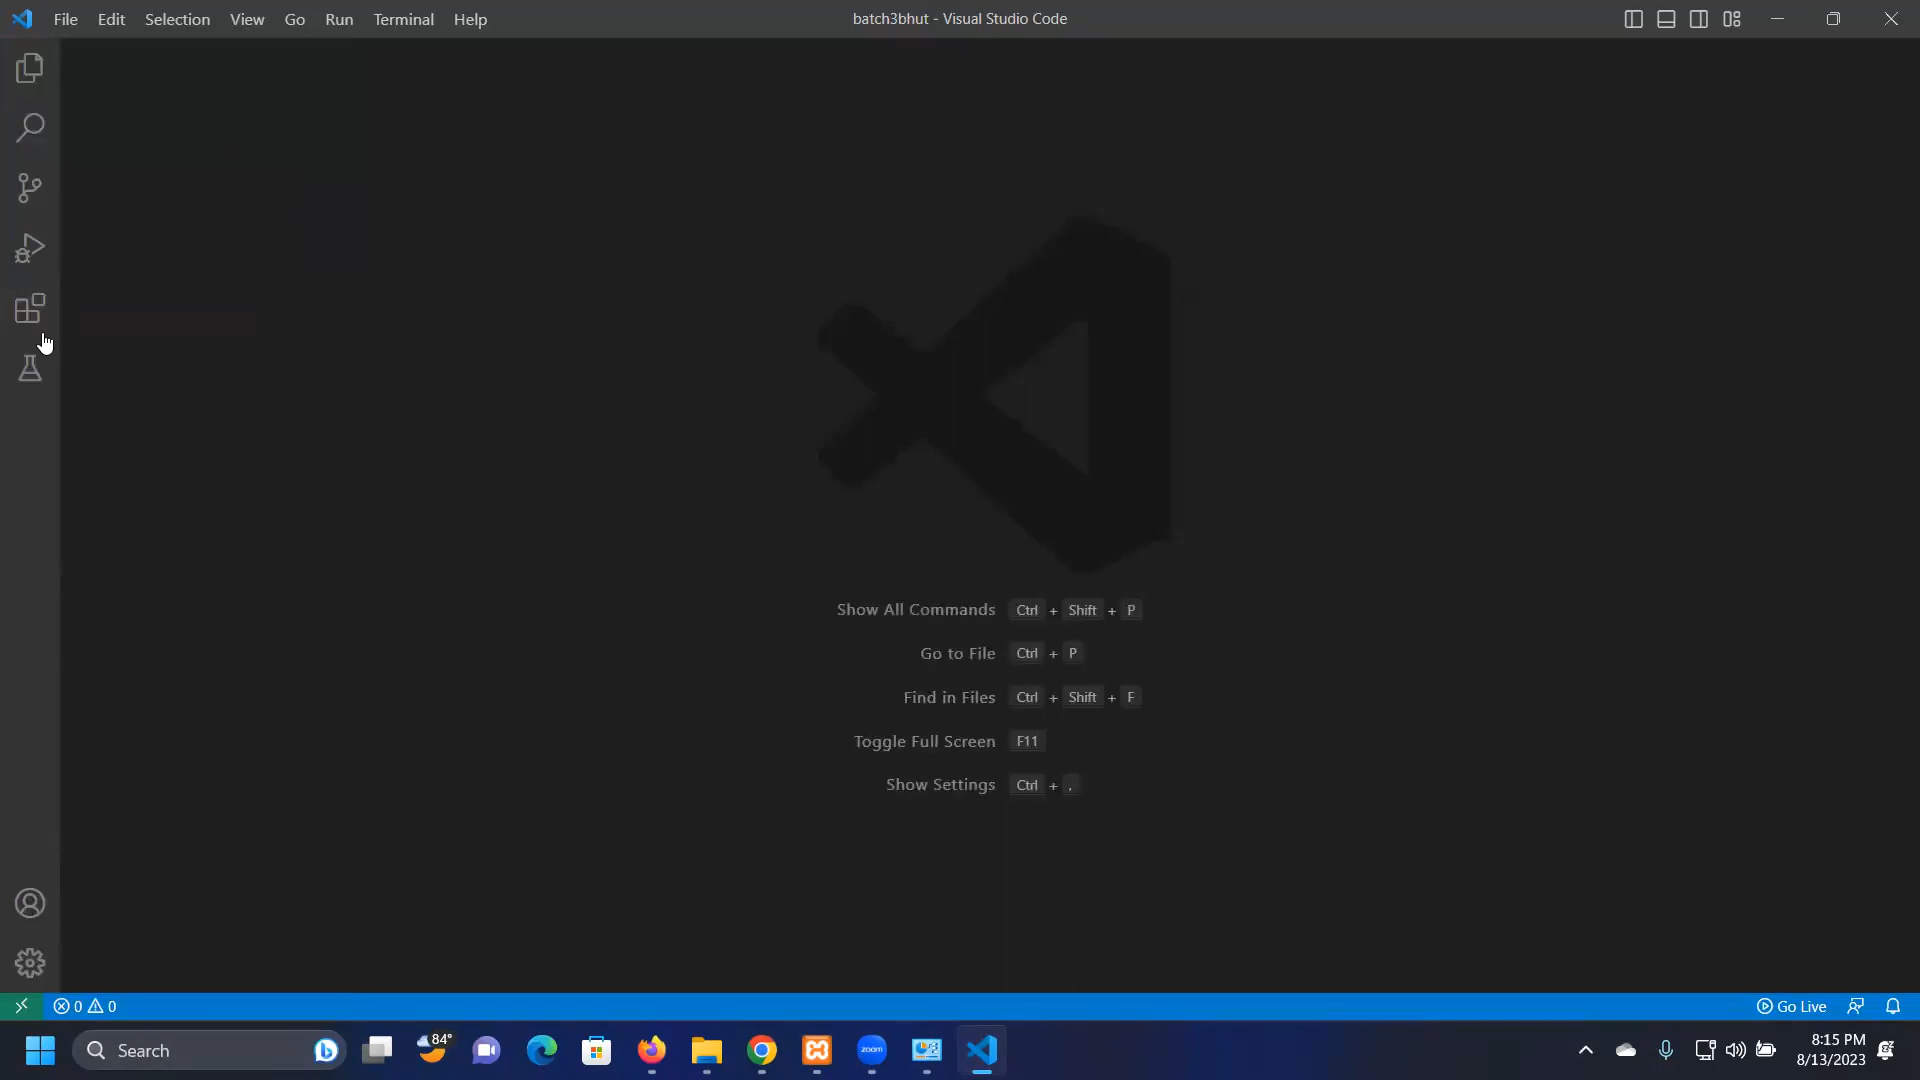 File Edit Selection View Go Run Terminal Help
batch3bhut - Visual Studio Code
Show All Commands Ctrl + Shift + P
Go to File Ctrl + P
Find in Files Ctrl + Shift + F
Toggle Full Screen F11
Show Settings Ctrl + ,
0 0
Go Live
Search
84°
zoom
8:15 PM
8/13/2023